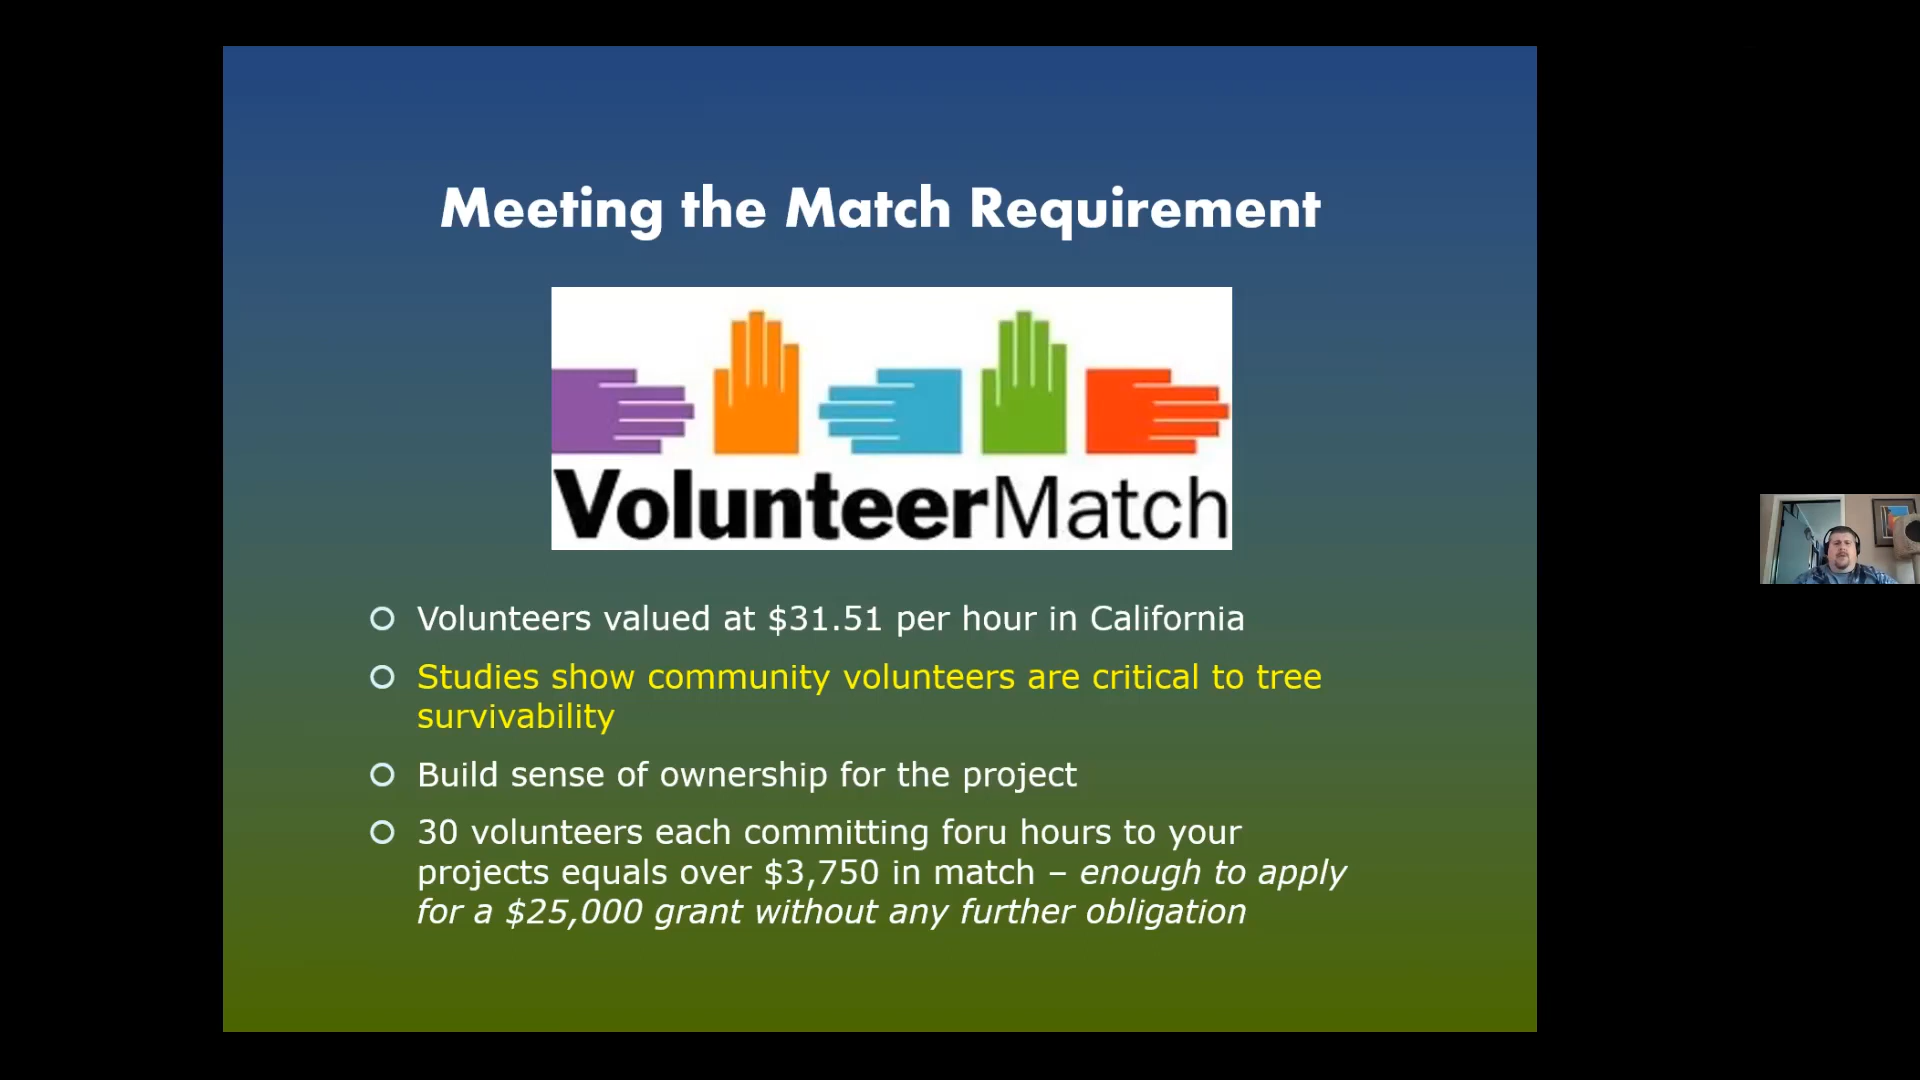 Meeting the Match Requirement
VolunteerMatch
Volunteers valued at $31.51 per hour in California
Studies show community volunteers are critical to tree
survivability
Build sense of ownership for the project
30 volunteers each committing foru hours to your
projects equals over $3,750 in match – enough to apply
for a $25,000 grant without any further obligation